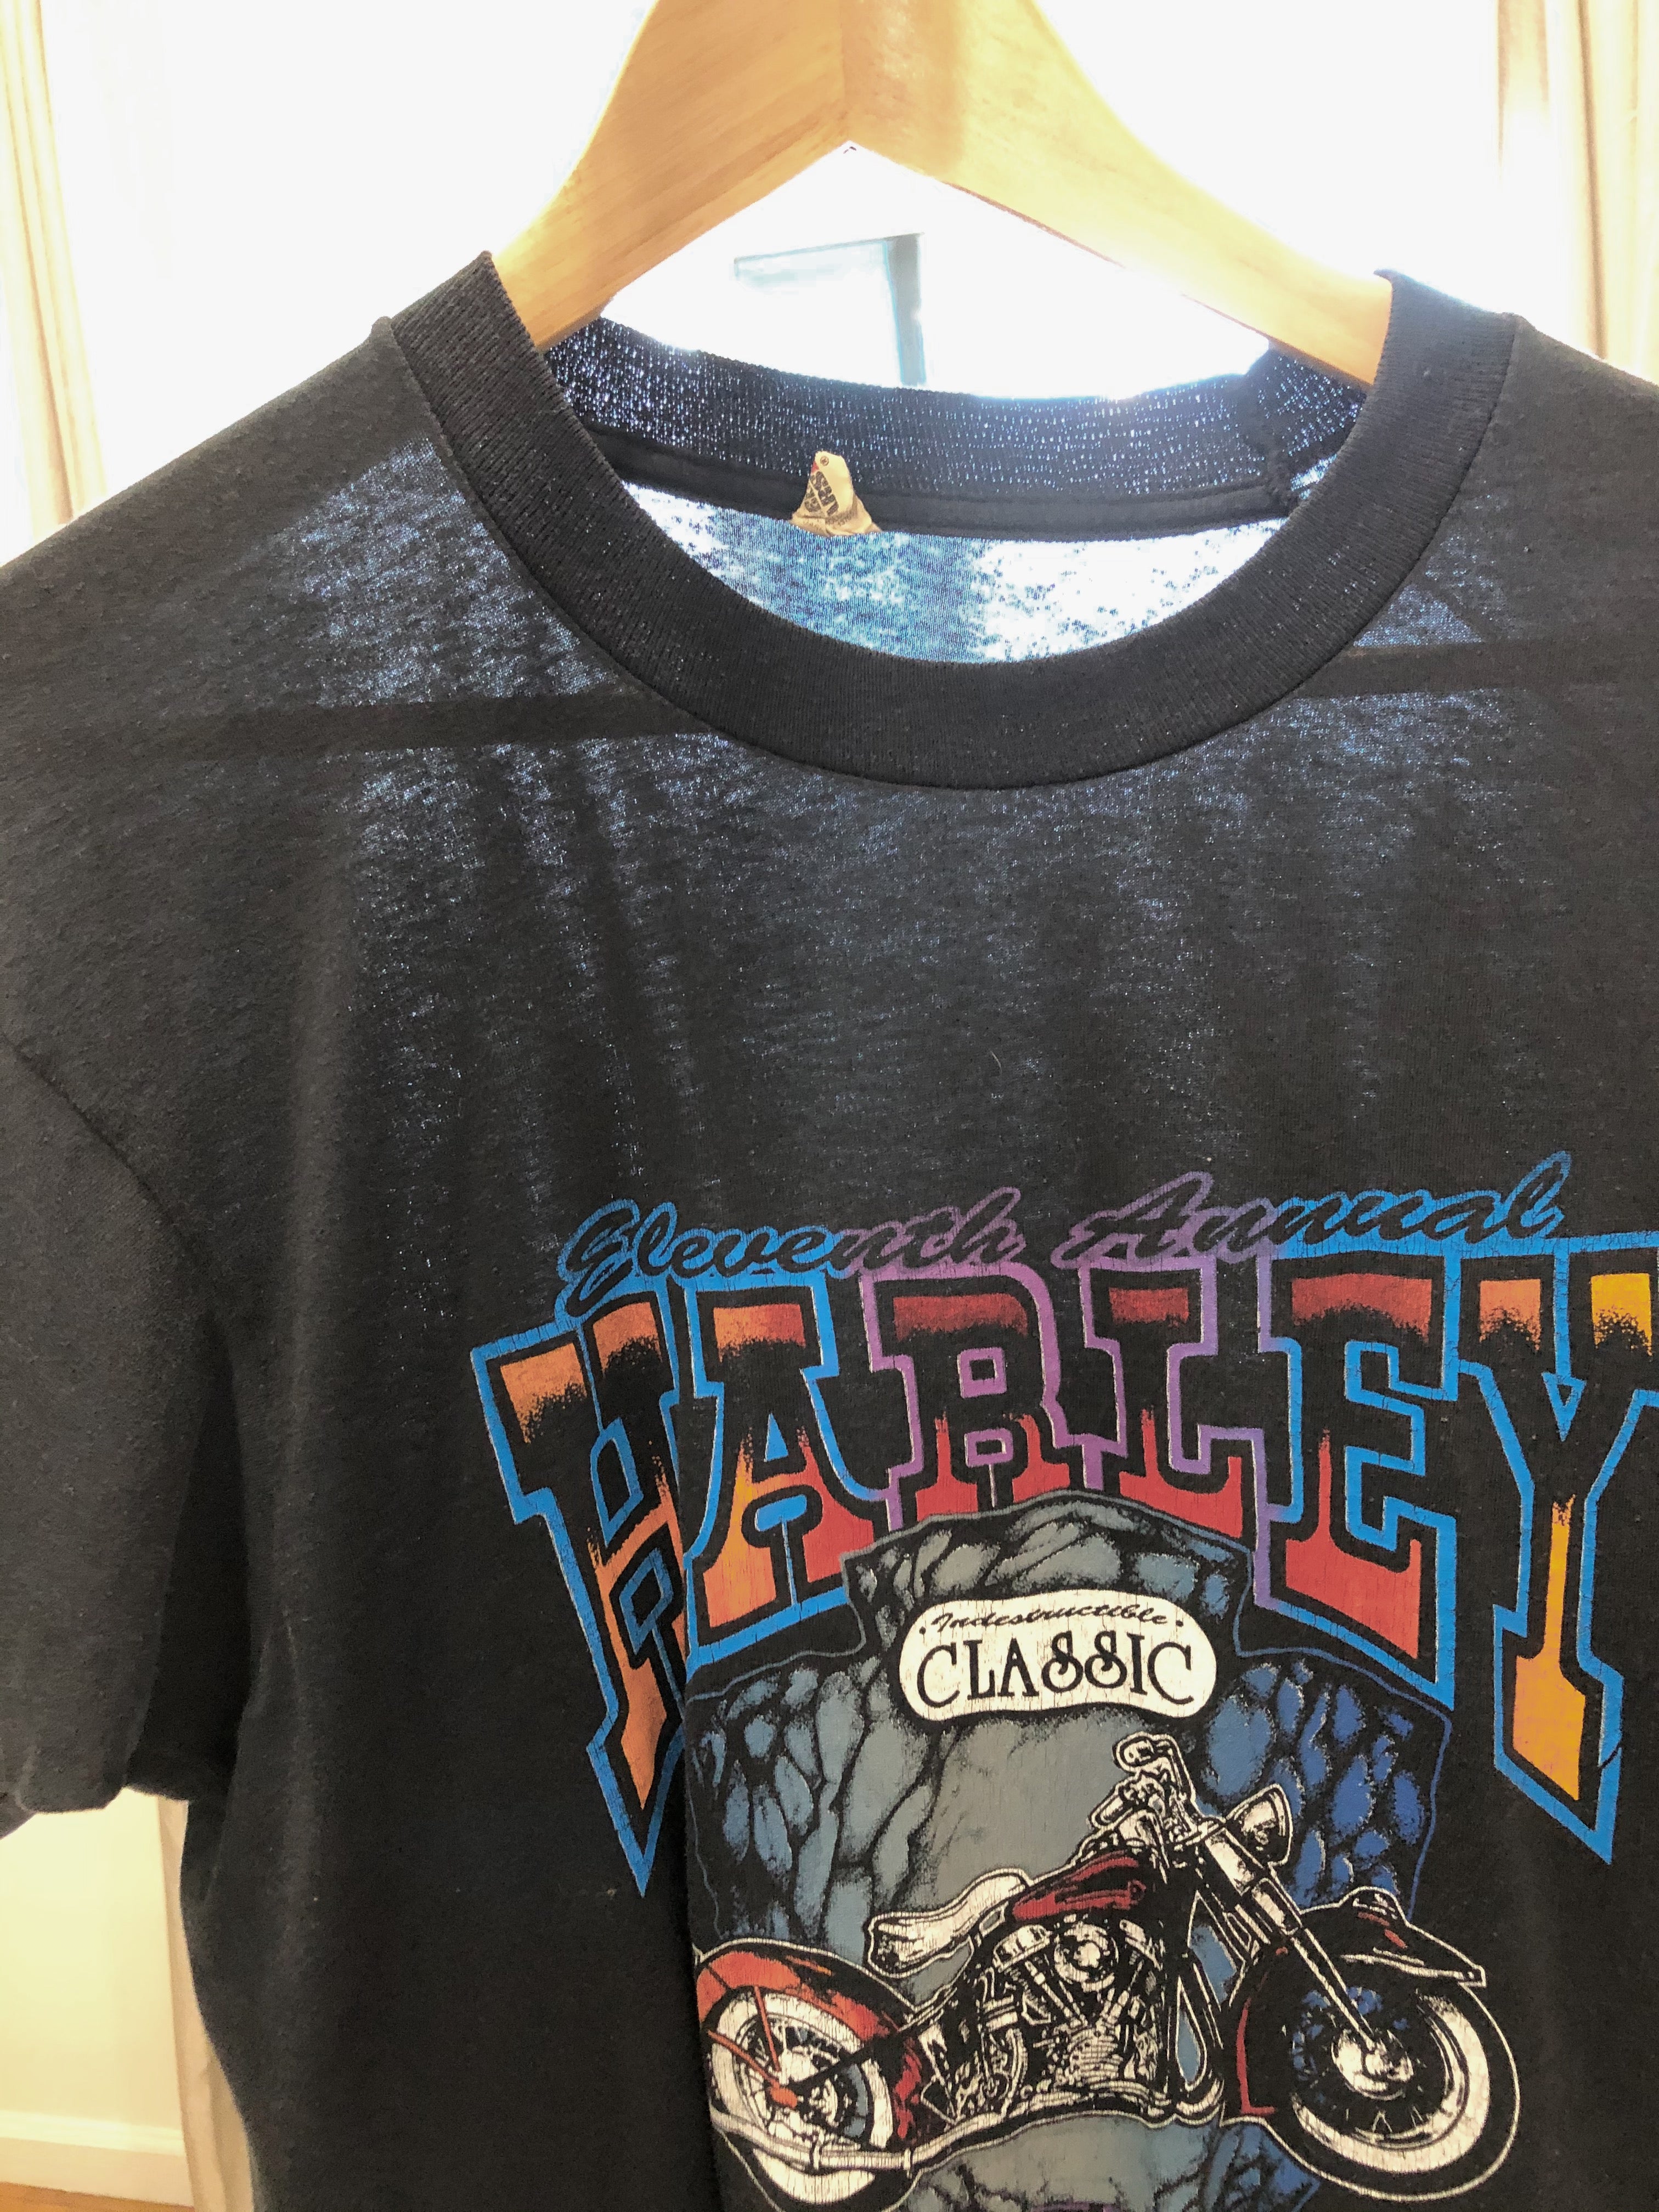 Eleventh Annual
HARLEY
Indestructible
CLASSIC